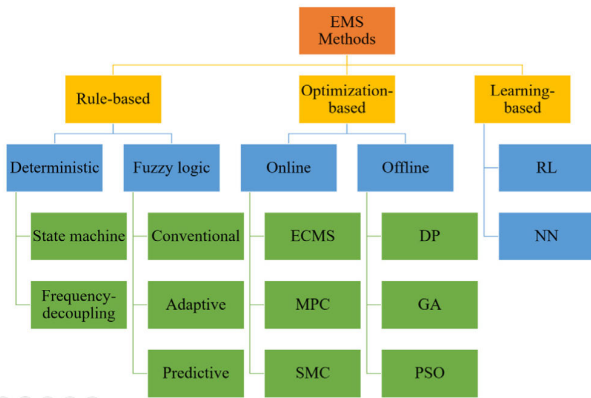 EMS
Methods
Rule-based
Optimization-
based
Learning-
based
Deterministic
Fuzzy logic
Online
Offline
RL
State machine
Conventional
ECMS
DP
NN
Frequency-
decoupling
Adaptive
MPC
GA
Predictive
SMC
PSO